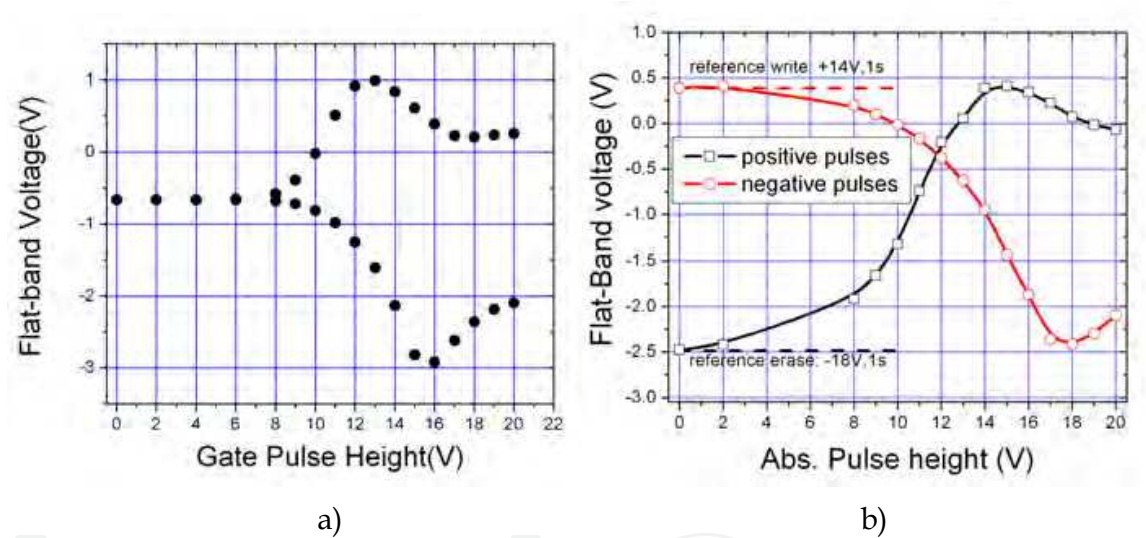 Flat-band Voltage(V)
1
0
-1
-2
-3
0 2 4 6 8 10 12 14 16 18 20 22
Gate Pulse Height(V)
a)
Flat-Band voltage (V)
1.0
0.5
0.0
-0.5
-1.0
-1.5
-2.0
-2.5
-3.0
reference write: +14V,1s
positive pulses
negative pulses
reference erase: -18V,1s
0 2 4 6 8 10 12 14 16 18 20
Abs. Pulse height (V)
b)